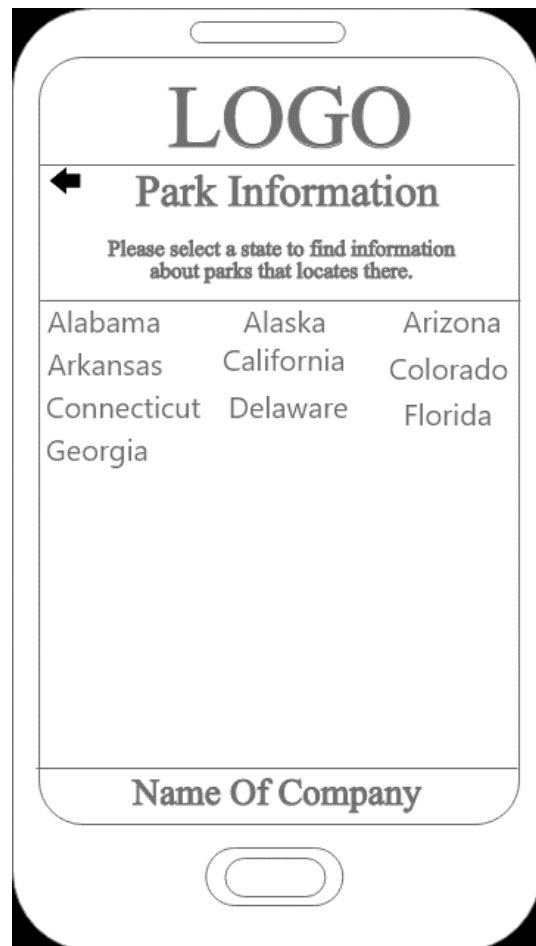 LOGO
Park Information
Please select a state to find information
about parks that locates there.
Alabama Alaska Arizona
Arkansas California Colorado
Connecticut Delaware Florida
Georgia
Name Of Company